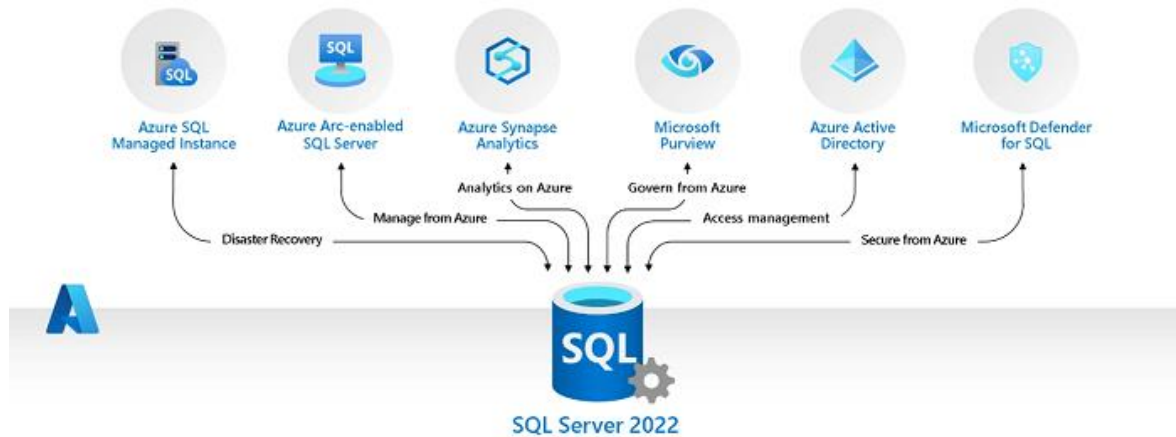 SQL
SQL
Azure SQL
Managed Instance
Azure Arc-enabled
SQL Server
Azure Synapse
Analytics
Microsoft
Purview
Azure Active
Directory
Microsoft Defender
for SQL
Analytics on Azure
Govern from Azure
Manage from Azure
Access management
Disaster Recovery
Secure from Azure
SQL
SQL Server 2022